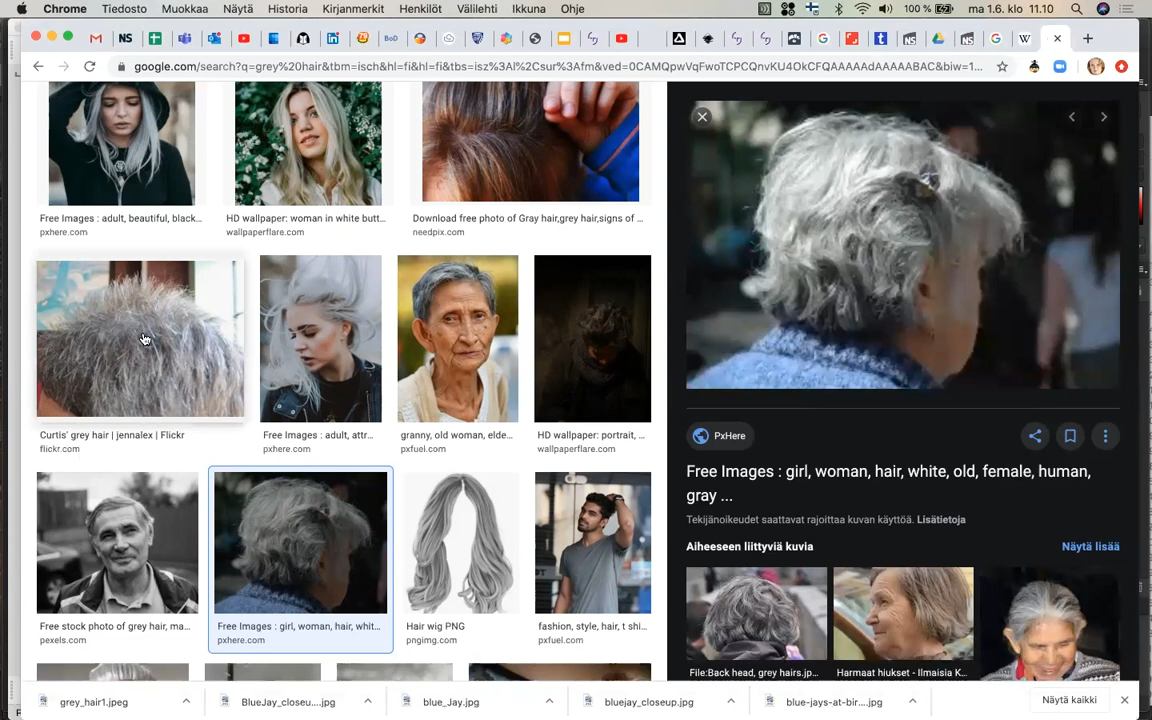 Chrome Tiedosto Muokkaa Näytä Historia Kirjanmerkit Henkilöt Välilehti Ikkuna Ohje 100 % ma 1.6. klo 11.10
google.com/search?q=grey%20hair&tbm=isch&hl=fi&hl=fi&tbs=isz%3Al%2Csur%3Afm&ved=0CAMQpwVqFwoTCPCQnvKU4OkCFQAAAAAdAAAAABAC&biw=1...
Free Images : adult, beautiful, black...
pxhere.com
HD wallpaper: woman in white butt...
wallpaperflare.com
Download free photo of Gray hair,grey hair,signs of ...
needpix.com
Curtis' grey hair | jennalex | Flickr
flickr.com
Free Images : adult, attr...
pxhere.com
granny, old woman, elde...
pxfuel.com
HD wallpaper: portrait, ...
wallpaperflare.com
Free stock photo of grey hair, ma...
pexels.com
Free Images : girl, woman, hair, whit...
pxhere.com
Hair wig PNG
pngimg.com
fashion, style, hair, t shi...
pxfuel.com
PxHere
Free Images : girl, woman, hair, white, old, female, human,
gray ...
Tekijänoikeudet saattavat rajoittaa kuvan käyttöä. Lisätietoja
Aiheeseen liittyviä kuvia Näytä lisää
File:Back head, grey hairs.jp...
Harmaat hiukset - Ilmaisia K...
grey_hair1.jpeg
BlueJay_closeu....jpg
blue_Jay.jpg
bluejay_closeup.jpg
blue-jays-at-bir....jpg
Näytä kaikki